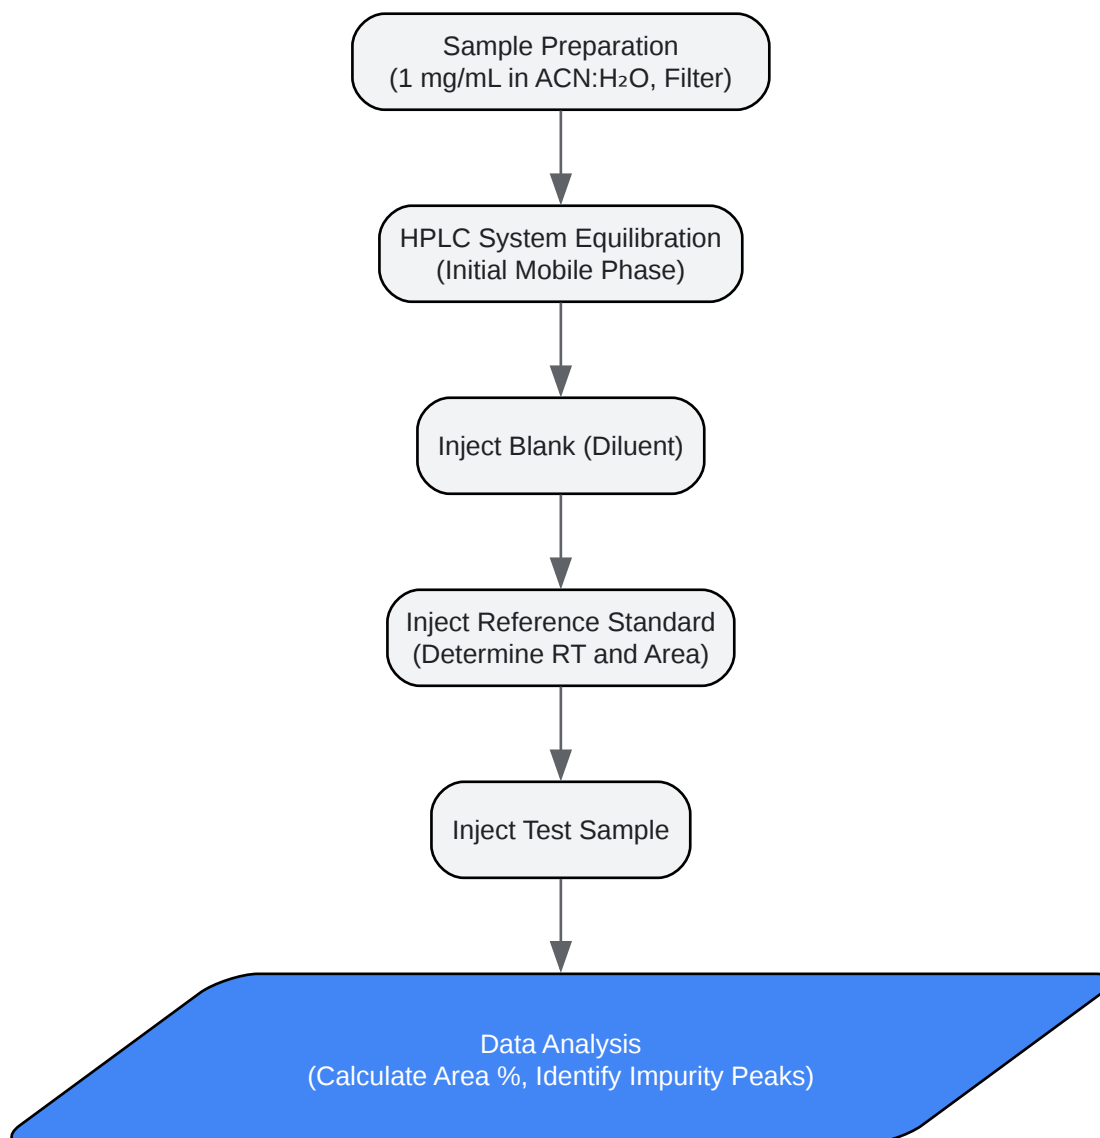 Sample Preparation
(1 mg/mL in ACN:H₂O, Filter)
HPLC System Equilibration
(Initial Mobile Phase)
Inject Blank (Diluent)
Inject Reference Standard
(Determine RT and Area)
Inject Test Sample
Data Analysis
(Calculate Area %, Identify Impurity Peaks)